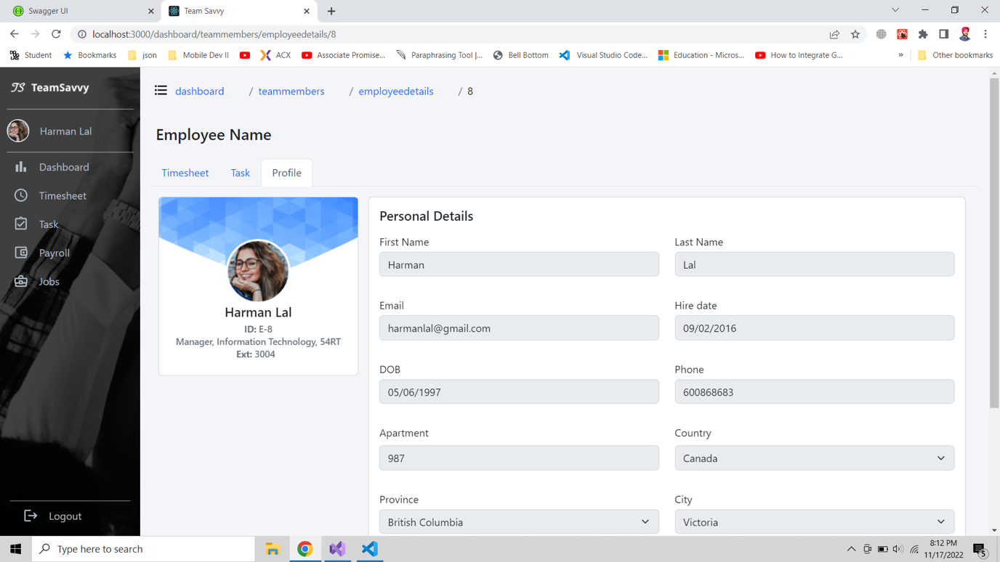 Swagger UI
Team Savvy
localhost:3000/dashboard/teammembers/employeedetails/8
Student
Bookmarks
json
Mobile Dev II
ACX
Associate Promise...
Paraphrasing Tool |...
Bell Bottom
Visual Studio Code...
Education - Micros...
How to Integrate G...
»
Other bookmarks
TS TeamSavvy
dashboard / teammembers / employeedetails / 8
Harman Lal
Dashboard
Timesheet
Task
Payroll
Jobs
Logout
Employee Name
Timesheet Task Profile
Harman Lal
ID: E-8
Manager, Information Technology, 54RT
Ext: 3004
Personal Details
First Name
Harman
Last Name
Lal
Email
harmanlal@gmail.com
Hire date
09/02/2016
DOB
05/06/1997
Phone
600868683
Apartment
987
Country
Canada
Province
British Columbia
City
Victoria
Type here to search
8:12 PM
11/17/2022
5